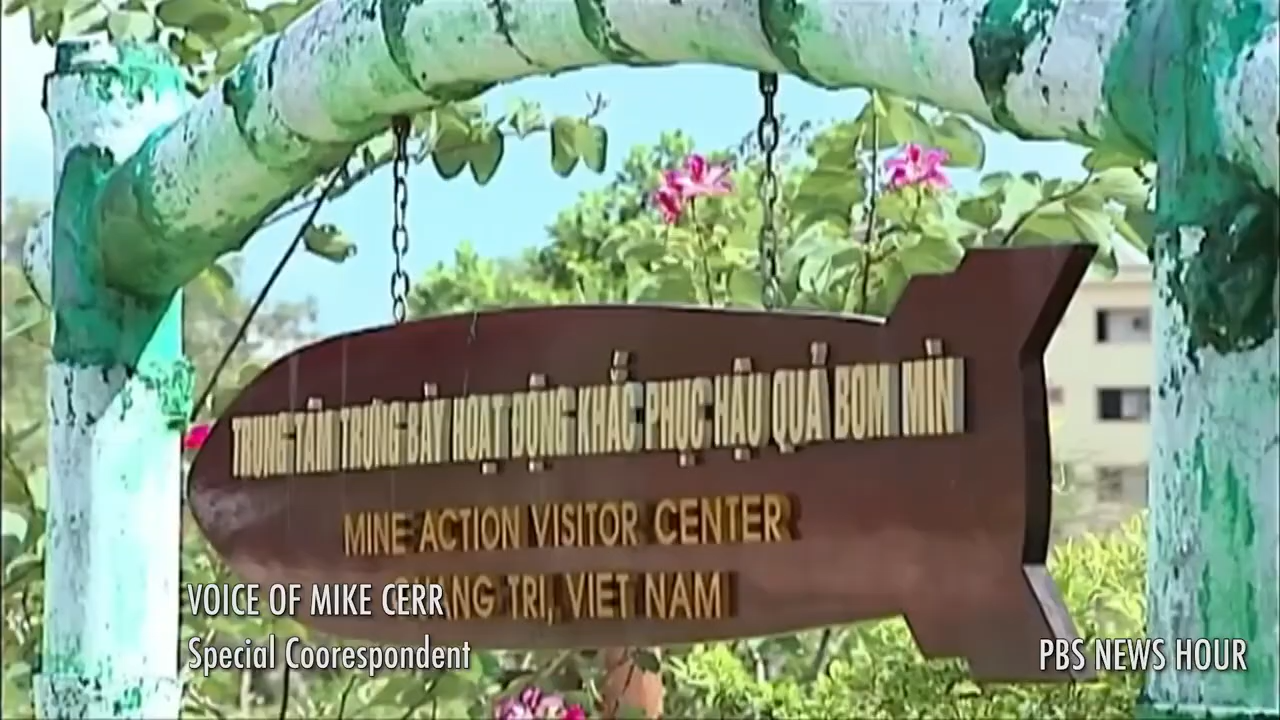 TRUNG TÂM TRƯNG BÀY HOẠT ĐỘNG KHẮC PHỤC HẬU QUẢ BOM MÌN
MINE ACTION VISITOR CENTER
TRI, VIET NAM
VOICE OF MIKE CERR
Special Coorespondent
PBS NEWS HOUR